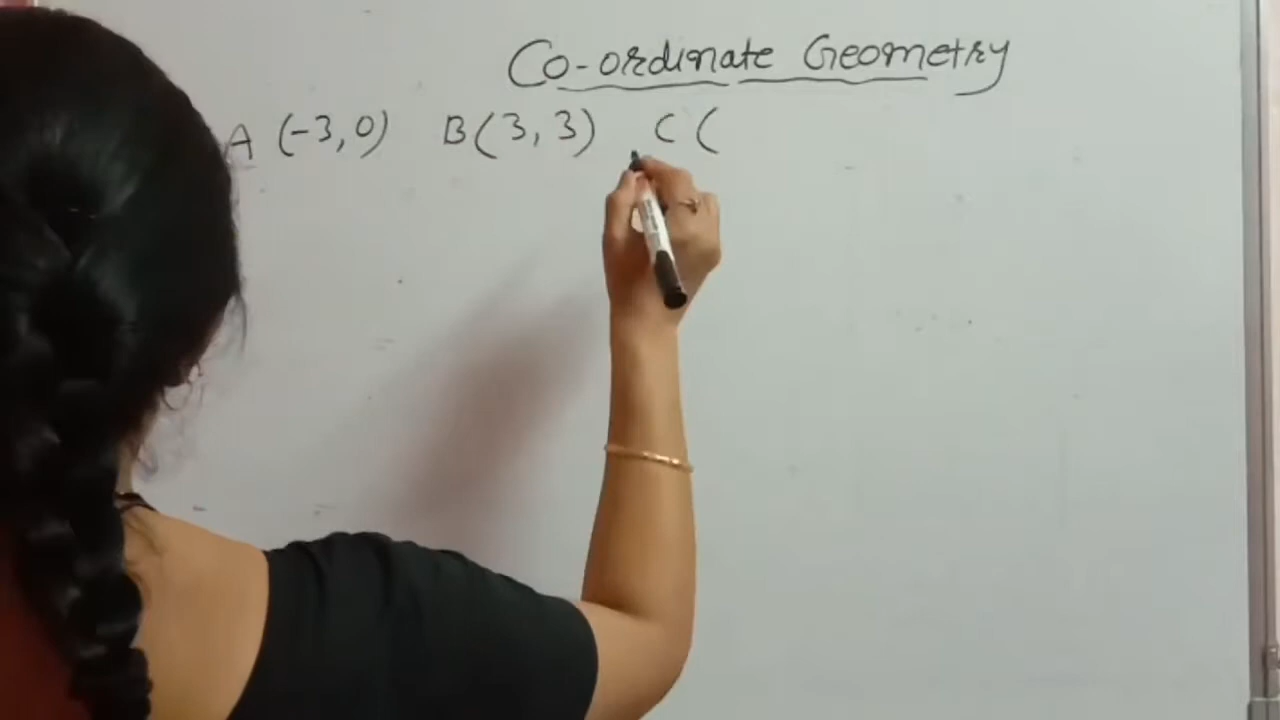 Co-ordinate Geometry
A (-3,0) B(3,3) C (